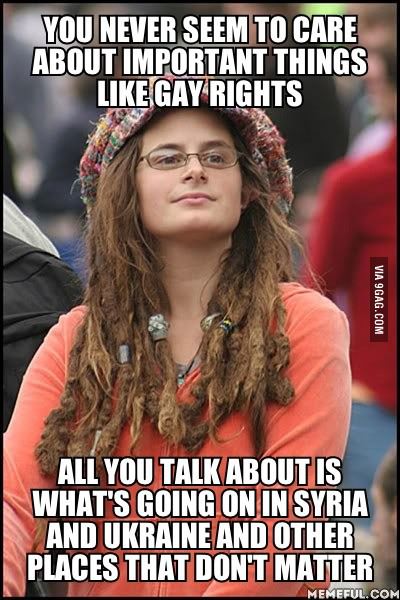 YOU NEVER SEEM TO CARE
ABOUT IMPORTANT THINGS
LIKE GAY RIGHTS
VIA 9GAG.COM
ALL YOU TALK ABOUT IS
WHAT'S GOING ON IN SYRIA
AND UKRAINE AND OTHER
PLACES THAT DON'T MATTER
MEMEFUL.COM